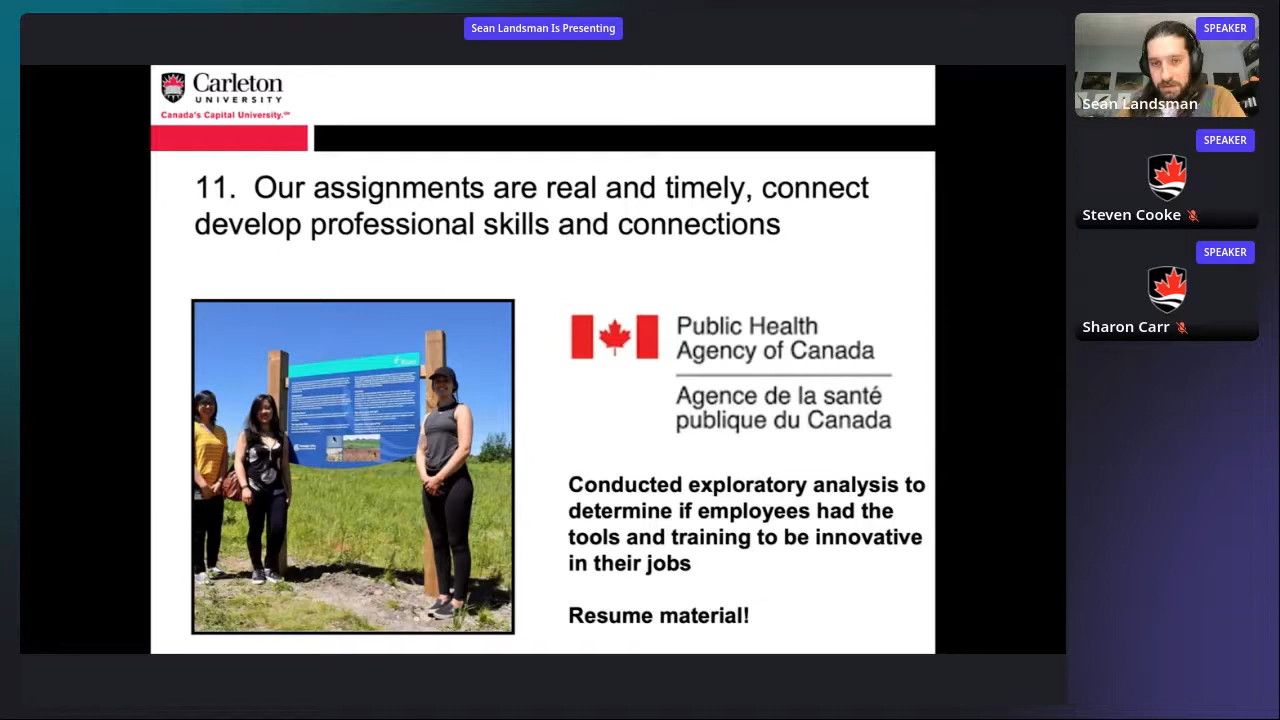 Sean Landsman Is Presenting
Carleton
UNIVERSITY
Canada's Capital University.℠
11. Our assignments are real and timely, connect
develop professional skills and connections
Public Health
Agency of Canada
Agence de la santé
publique du Canada
Conducted exploratory analysis to
determine if employees had the
tools and training to be innovative
in their jobs
Resume material!
SPEAKER
Sean Landsman
SPEAKER
Steven Cooke
SPEAKER
Sharon Carr